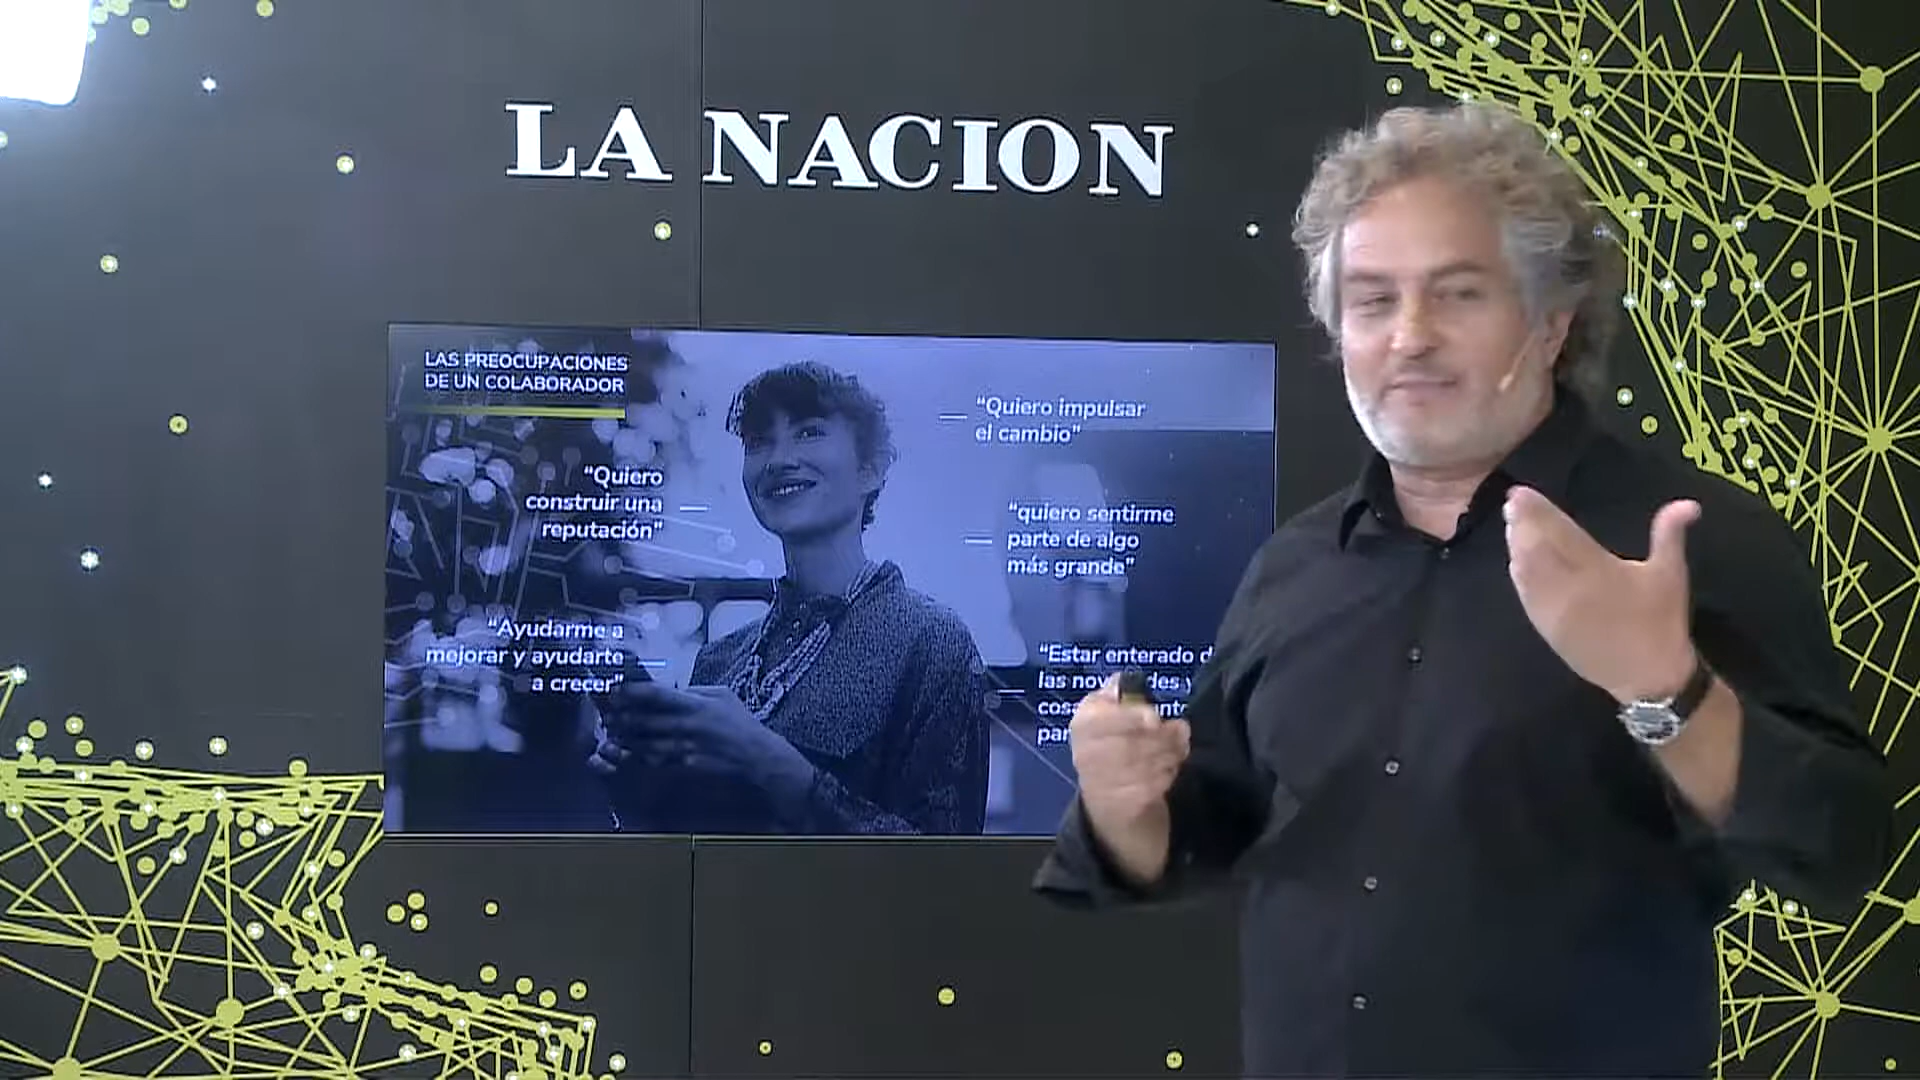 LA NACION
LAS PREOCUPACIONES
DE UN COLABORADOR
“Quiero
construir una
reputación”
“Ayudarme a
mejorar y ayudarte
a crecer”
“Quiero impulsar
el cambio”
“quiero sentirme
parte de algo
más grande”
“Estar enterado
las